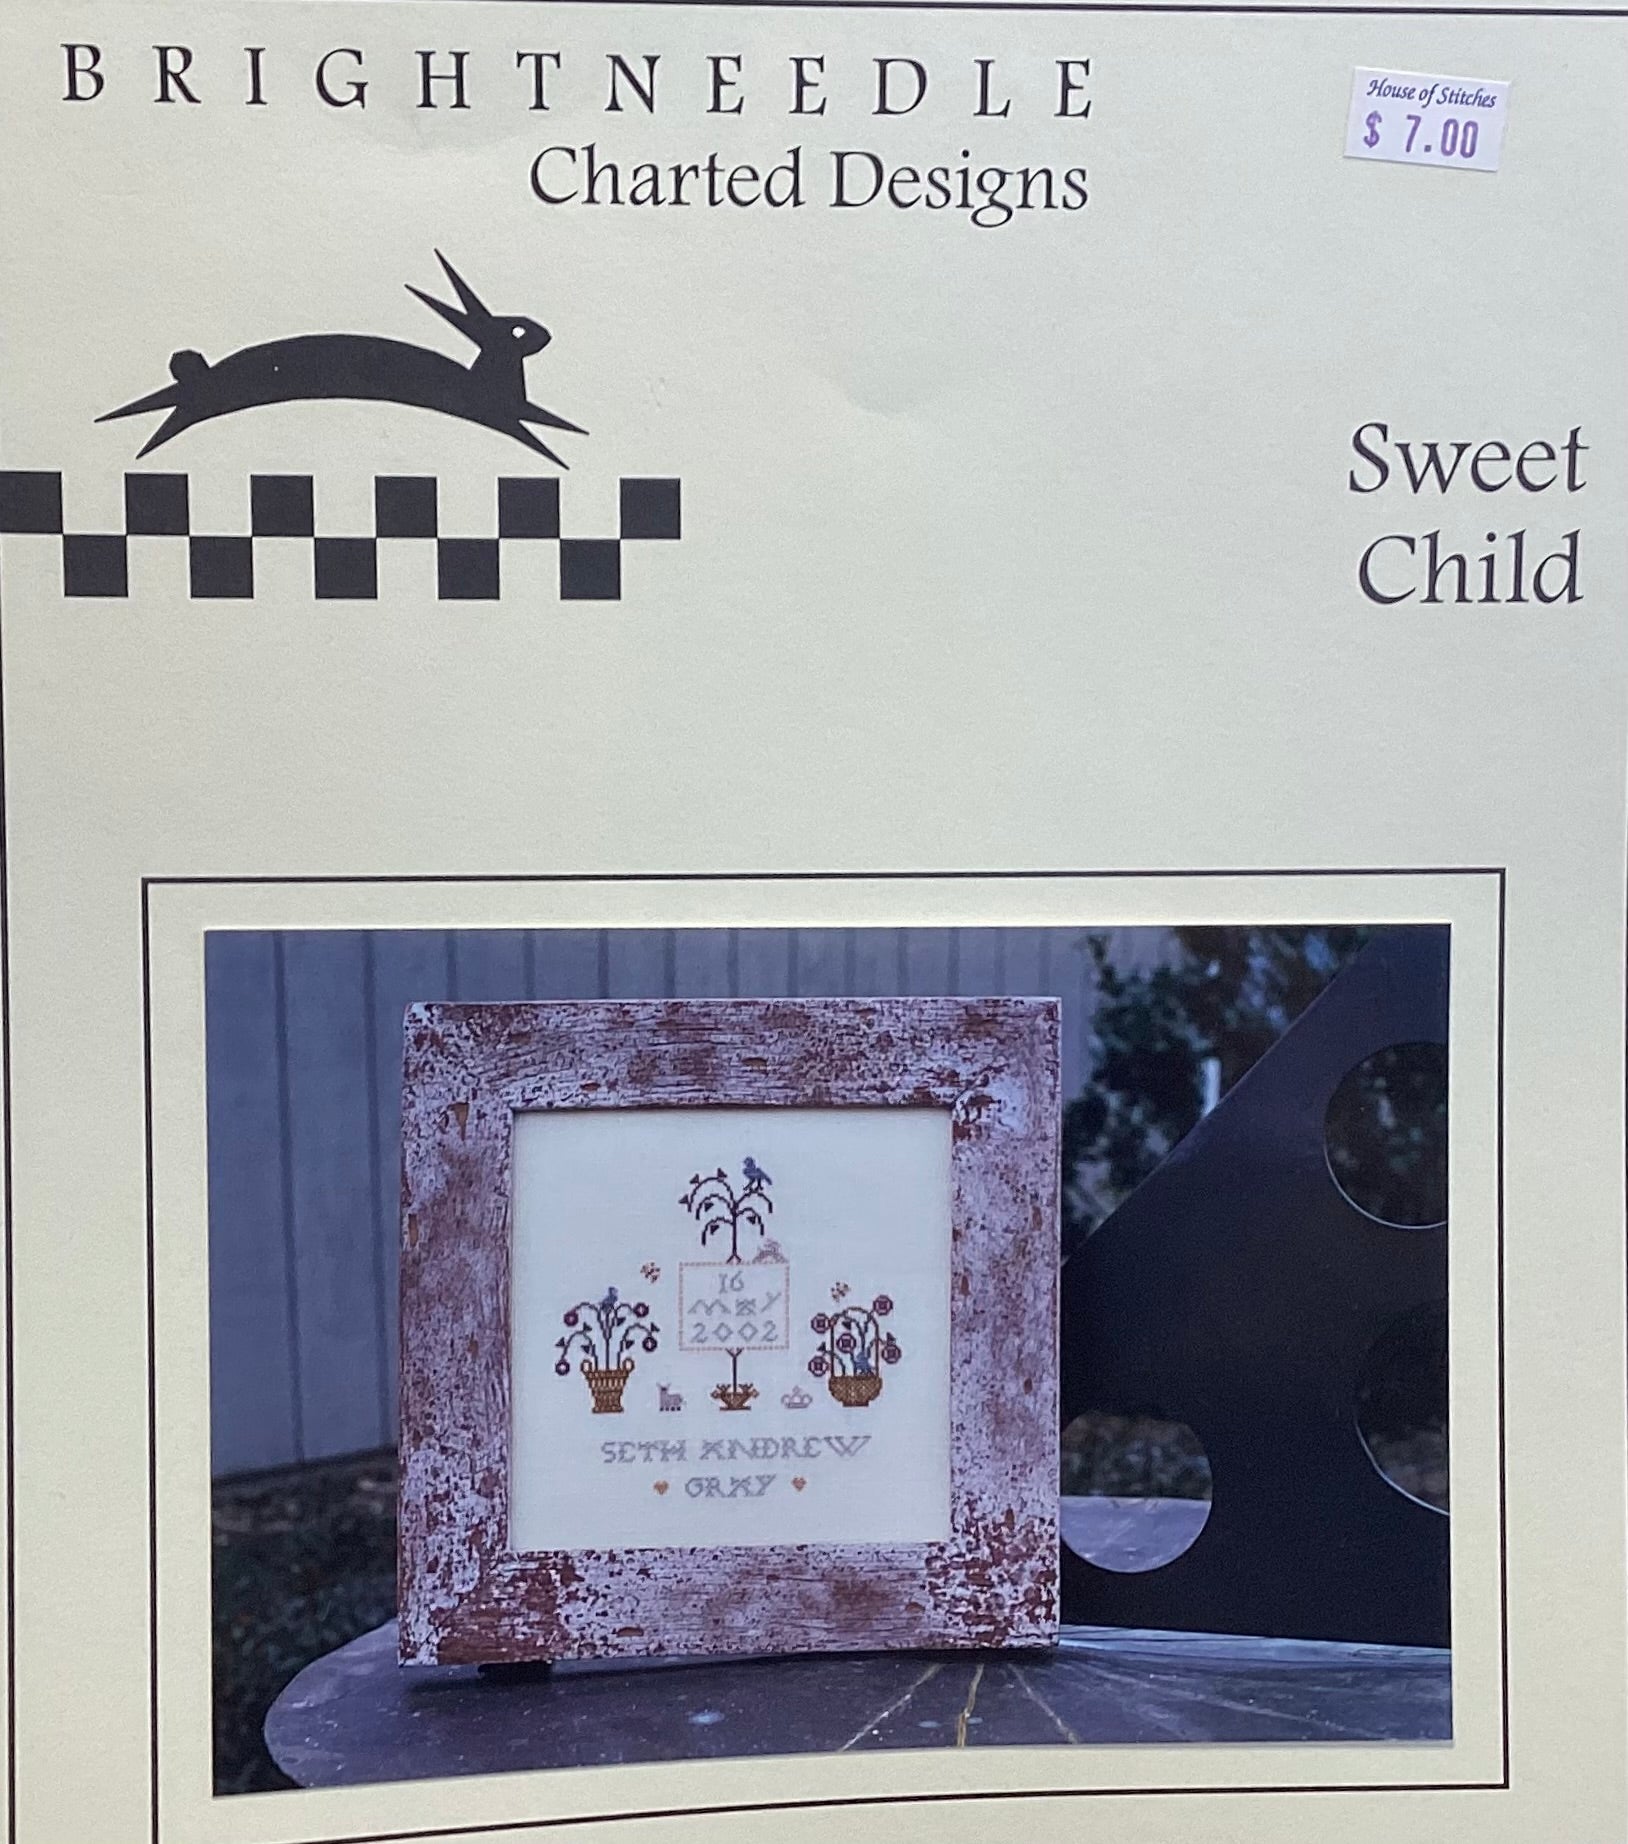 BRIGHTNEEDLE
Charted Designs
House of Stitches
$ 7.00
Sweet
Child
16
MAY
2002
SETH ANDREW
GRAY